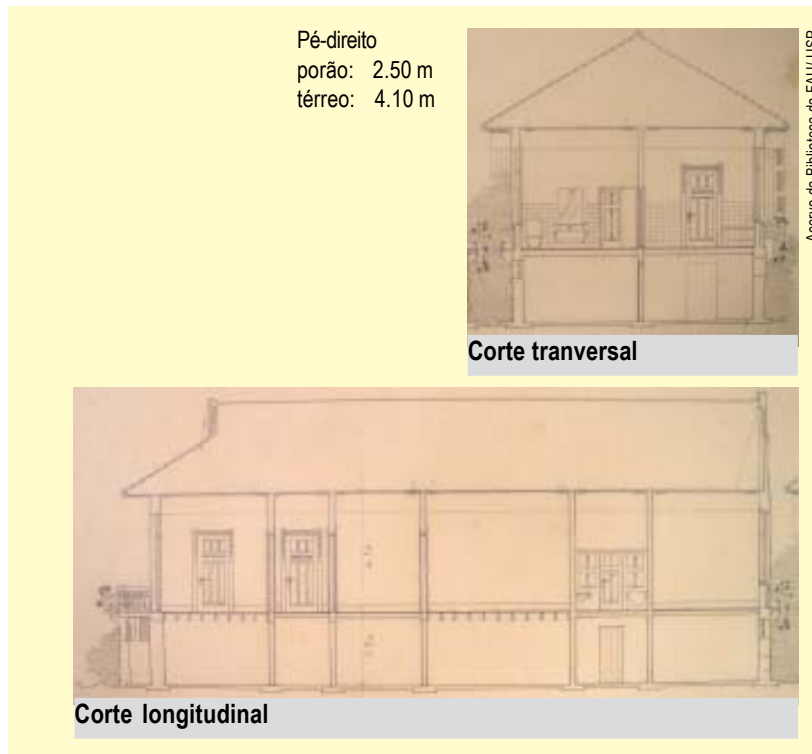 Pé-direito
porão: 2.50 m
térreo: 4.10 m
Acervo da Biblioteca da FAU/ USP
Corte tranversal
Corte longitudinal